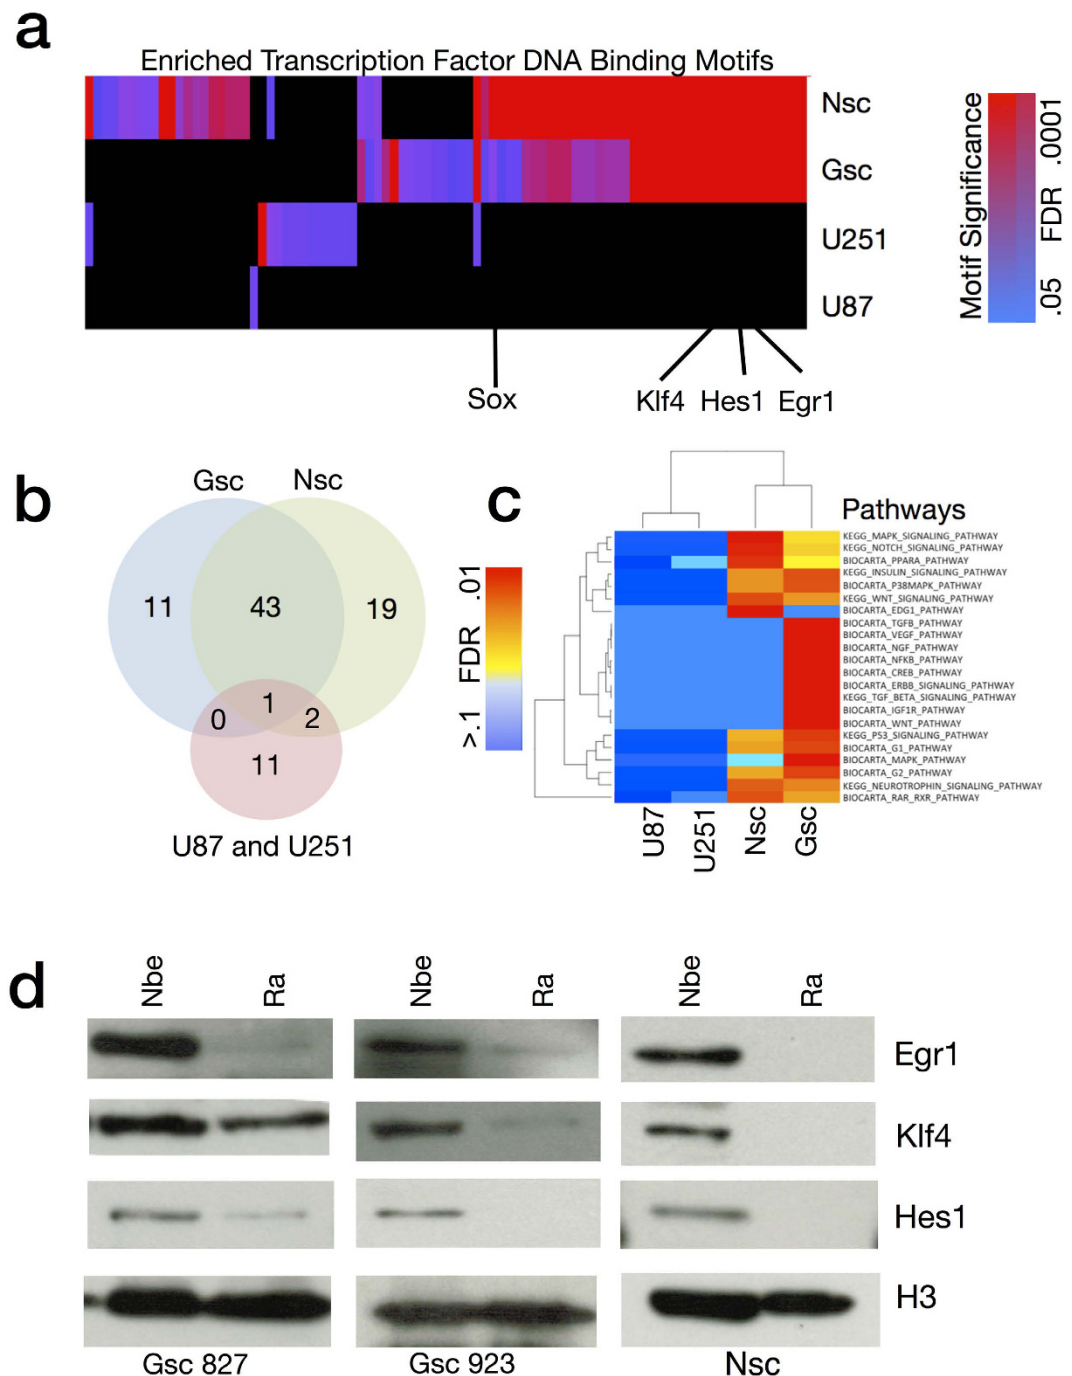 a
Enriched Transcription Factor DNA Binding Motifs
Nsc
Gsc
U251
U87
Motif Significance
.05 FDR .0001
Sox
Klf4 Hes1 Egr1
b
Gsc Nsc
11 43 19
0 1 2
11
U87 and U251
c
Pathways
>.1 FDR .01
KEGG_MAPK_SIGNALING_PATHWAY
KEGG_NOTCH_SIGNALING_PATHWAY
BIOCARTA_PPARA_PATHWAY
KEGG_INSULIN_SIGNALING_PATHWAY
BIOCARTA_P38MAPK_PATHWAY
KEGG_WNT_SIGNALING_PATHWAY
BIOCARTA_EDG1_PATHWAY
BIOCARTA_TGFB_PATHWAY
BIOCARTA_VEGF_PATHWAY
BIOCARTA_NGF_PATHWAY
BIOCARTA_NFKB_PATHWAY
BIOCARTA_CREB_PATHWAY
BIOCARTA_ERBB_SIGNALING_PATHWAY
KEGG_TGF_BETA_SIGNALING_PATHWAY
BIOCARTA_IGF1R_PATHWAY
BIOCARTA_WNT_PATHWAY
KEGG_P53_SIGNALING_PATHWAY
BIOCARTA_G1_PATHWAY
BIOCARTA_MAPK_PATHWAY
BIOCARTA_G2_PATHWAY
KEGG_NEUROTROPHIN_SIGNALING_PATHWAY
BIOCARTA_RAR_RXR_PATHWAY
U87 U251 Nsc Gsc
d
Nbe Ra Nbe Ra Nbe Ra
Egr1
Klf4
Hes1
H3
Gsc 827 Gsc 923 Nsc